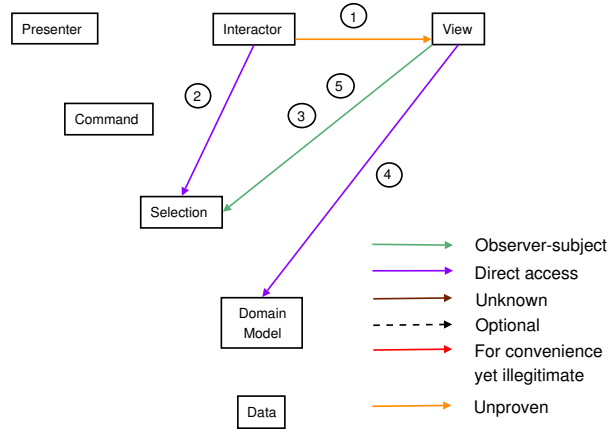 Presenter
Interactor
1
View
2
5
Command
3
4
Selection
Observer-subject
Direct access
Unknown
Domain
Model
Optional
For convenience
yet illegitimate
Data
Unproven